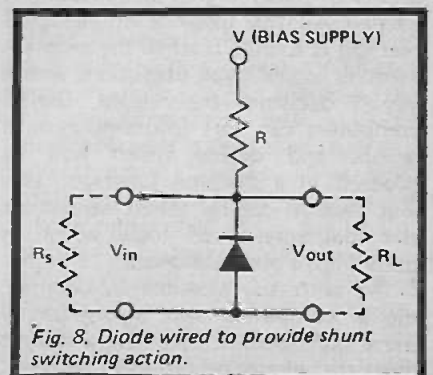 V (BIAS SUPPLY)
R
Rs Vin Vout RL
Fig. 8. Diode wired to provide shunt
switching action.